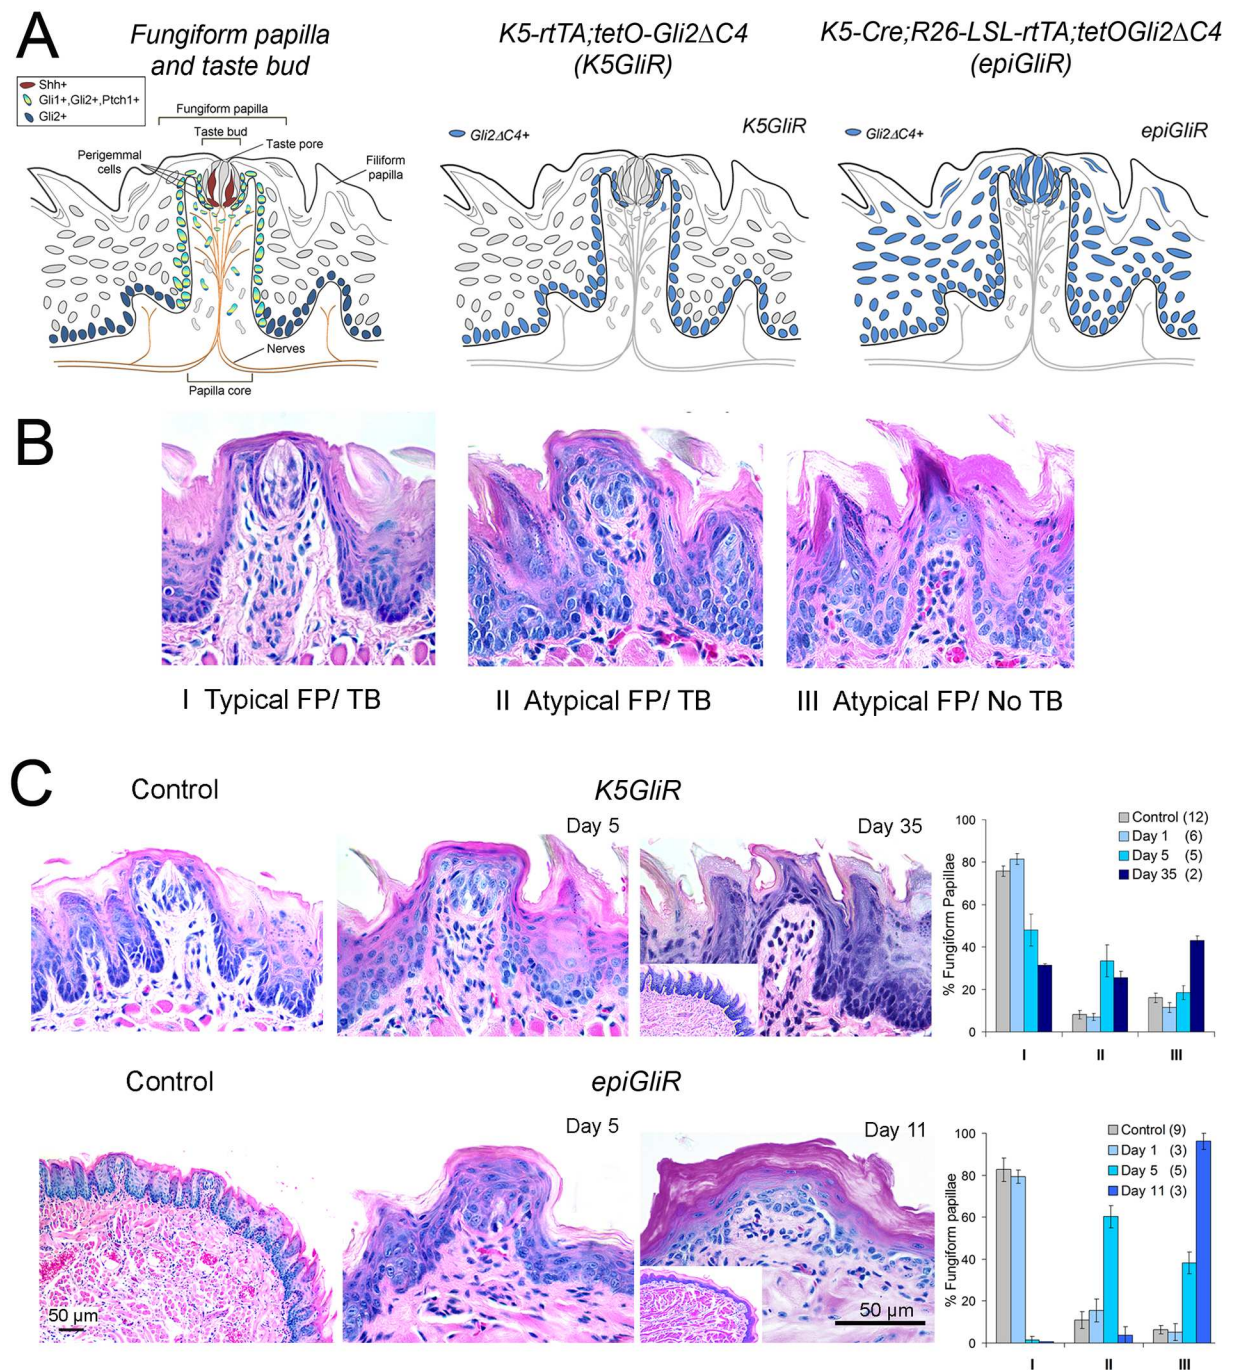 A
Fungiform papilla
and taste bud
K5-rtTA;tetO-Gli2ΔC4
(K5GliR)
K5-Cre;R26-LSL-rtTA;tetOGli2ΔC4
(epiGliR)
Shh+
Gli1+,Gli2+,Ptch1+
Gli2+
Fungiform papilla
Taste bud
Taste pore
Perigemmal
cells
Filiform
papilla
Nerves
Papilla core
Gli2ΔC4+
K5GliR
Gli2ΔC4+
epiGliR
B
I Typical FP/ TB
II Atypical FP/ TB
III Atypical FP/ No TB
C
Control
K5GliR
Day 5
Day 35
% Fungiform Papillae
100
80
60
40
20
0
Control (12)
Day 1 (6)
Day 5 (5)
Day 35 (2)
I
II
III
Control
epiGliR
50 µm
Day 5
Day 11
50 µm
% Fungiform papillae
100
80
60
40
20
0
Control (9)
Day 1 (3)
Day 5 (5)
Day 11 (3)
I
II
III